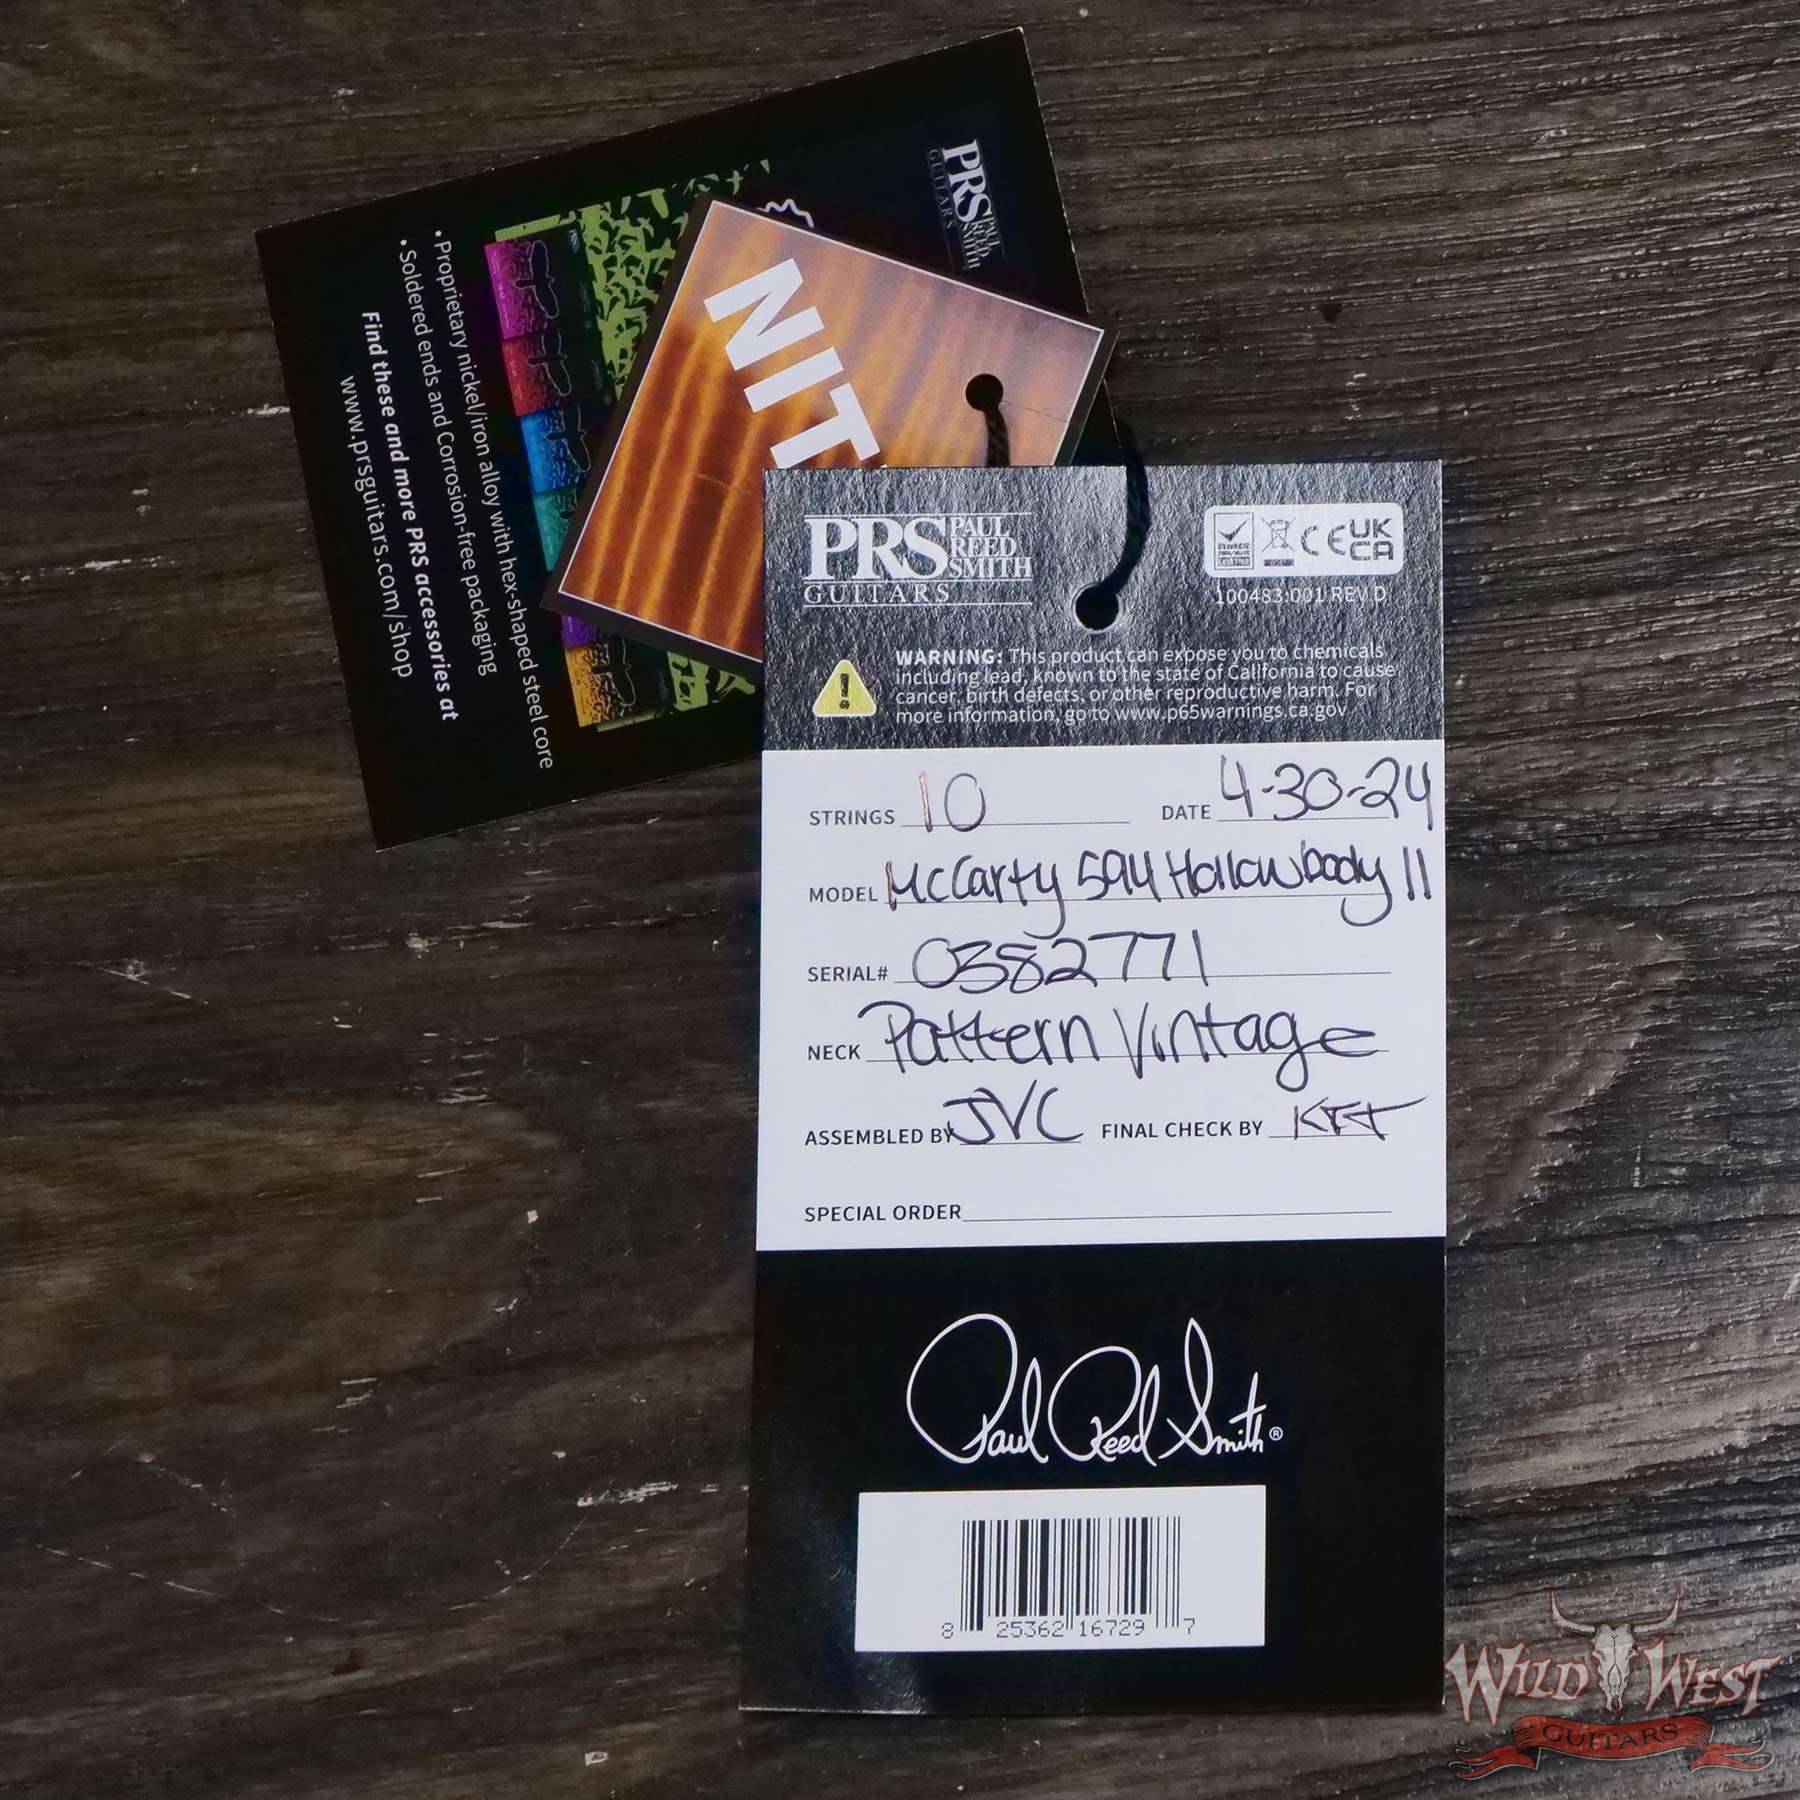 PRS PAUL REED SMITH
GUITARS
• Proprietary nickel/iron alloy with hex-shaped steel core
• Soldered ends and Corrosion-free packaging
Find these and more PRS accessories at
www.prsguitars.com/shop
NIT
PRS PAUL REED SMITH
GUITARS
RoHS
CE UK CA
100483:001 REV D
WARNING: This product can expose you to chemicals
including lead, known to the state of California to cause
cancer, birth defects, or other reproductive harm. For
more information, go to www.p65warnings.ca.gov
STRINGS 10 DATE 4-30-24
MODEL McCarty 594 Hollowbody II
SERIAL# 0382771
NECK Pattern Vintage
ASSEMBLED BY JVC FINAL CHECK BY
SPECIAL ORDER
Paul Reed Smith ®
8 25362 16729 7
WILD WEST
GUITARS